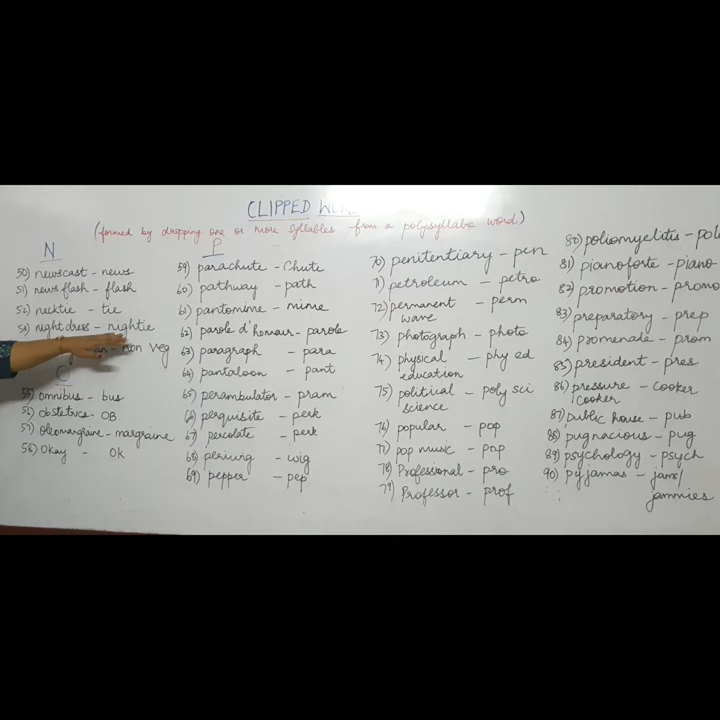 CLIPPED
(formed by dropping one or more syllables from a polysyllabic word)
N
50) newscast - news
51) newsflash - flash
52) necktie - tie
53) night dress - nightie
non veg
O
55) omnibus - bus
56) obstetrics - OB
57) oleomargraine - margraine
58) Okay - OK
P
59) parachute - Chute
60) pathway - path
61) pantomime - mime
62) parole d'honour - parole
63) paragraph - para
64) pantaloon - pant
65) perambulator - pram
66) perquisite - perk
67) percolate - perk
68) periwig - wig
69) pepper - pep
70) penitentiary - pen
71) petroleum - petro
72) permanent - perm
wave
73) photograph - photo
74) physical - phy ed
education
75) political - poly sci
science
76) popular - pop
77) pop music - pop
78) Professional - pro
79) Professor - prof
80) poliomyelitis -
81) pianoforte - piano
82) promotion - promo
83) preparatory - prep
84) promenade - prom
85) president - pres
86) pressure - cooker
cooker
87) public house - pub
88) pugnacious - pug
89) psychology - psych
90) pyjamas - jams/
jammies